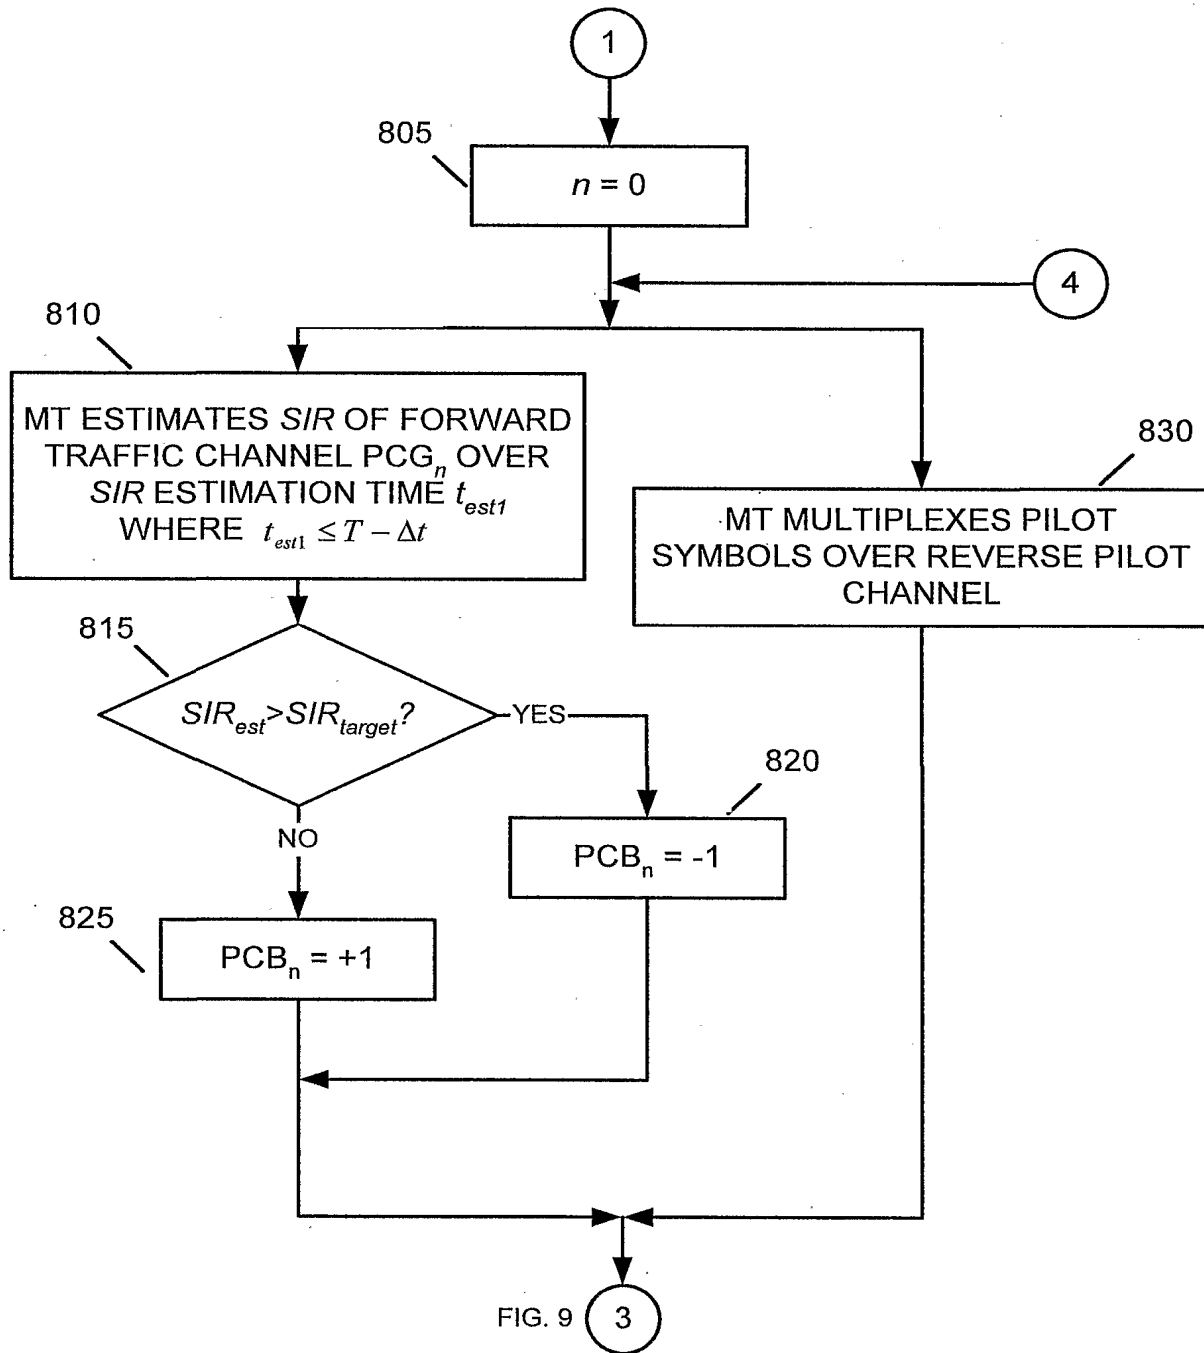 1
805
n = 0
4
810
MT ESTIMATES SIR OF FORWARD
TRAFFIC CHANNEL PCGn OVER
SIR ESTIMATION TIME test1
WHERE test1 ≤ T − Δt
830
MT MULTIPLEXES PILOT
SYMBOLS OVER REVERSE PILOT
CHANNEL
815
SIRest>SIRtarget?
YES
820
PCBn = -1
NO
825
PCBn = +1
FIG. 9
3